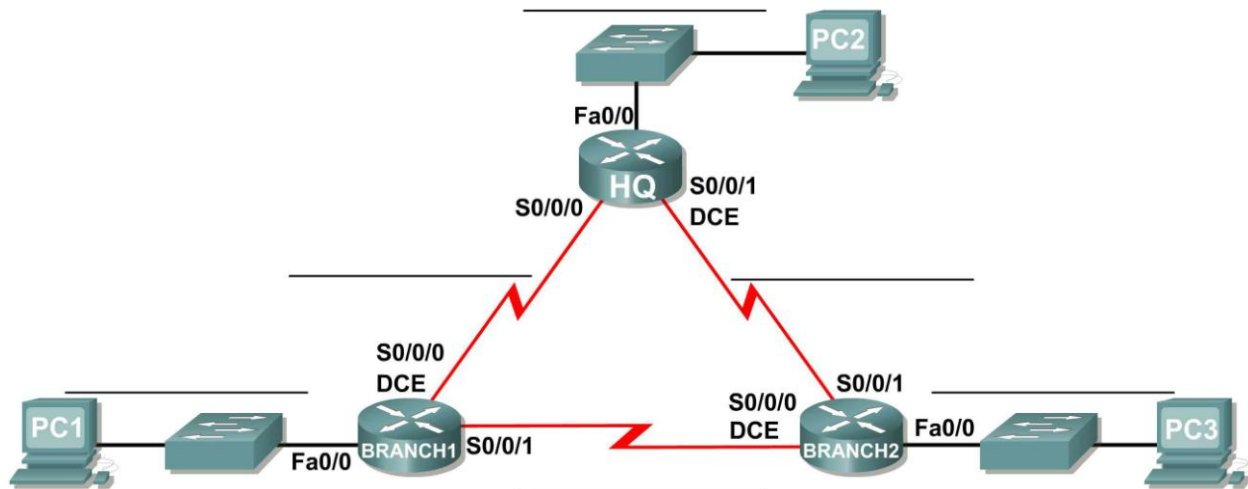 PC2
Fa0/0
HQ
S0/0/1
DCE
S0/0/0
S0/0/0
DCE
PC1
Fa0/0
BRANCH1
S0/0/1
S0/0/1
S0/0/0
DCE
BRANCH2
Fa0/0
PC3